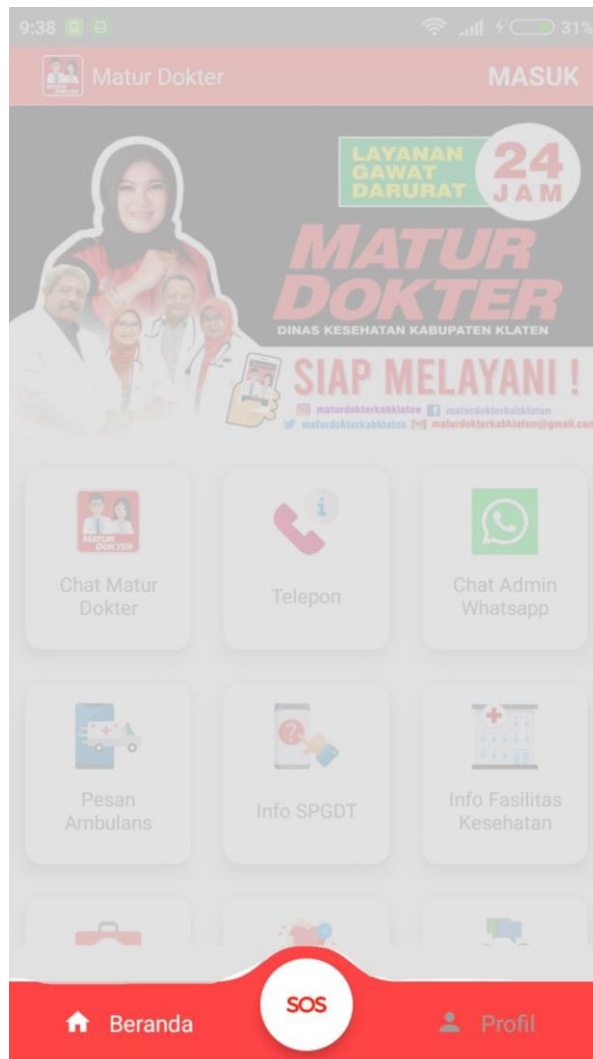 9:38 31%
Matur Dokter MASUK
LAYANAN
GAWAT
DARURAT
24
JAM
MATUR
DOKTER
DINAS KESEHATAN KABUPATEN KLATEN
SIAP MELAYANI !
maturdokterkabklaten maturdokterkabklaten
maturdokterkabklaten maturdokterkabklaten@gmail.com
MATUR
DOKTER
Chat Matur
Dokter
Telepon
Chat Admin
Whatsapp
Pesan
Ambulans
Info SPGDT
Info Fasilitas
Kesehatan
Beranda
SOS
Profil